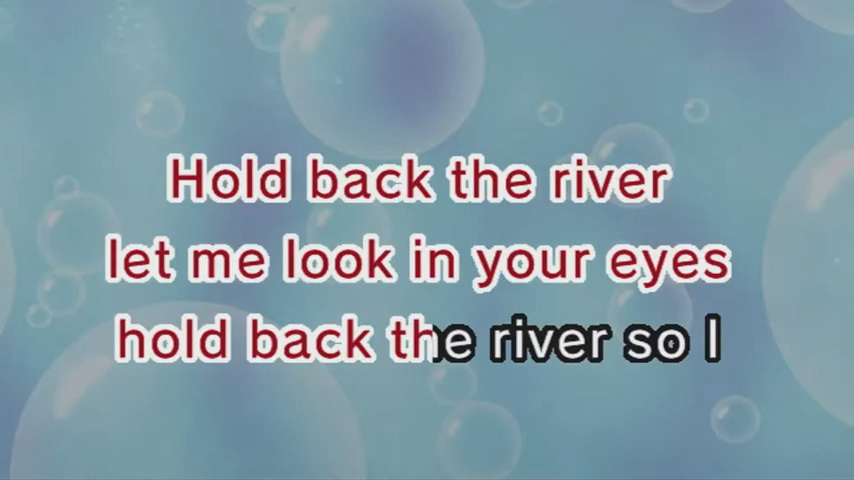 Hold back the river
let me look in your eyes
hold back the river so I